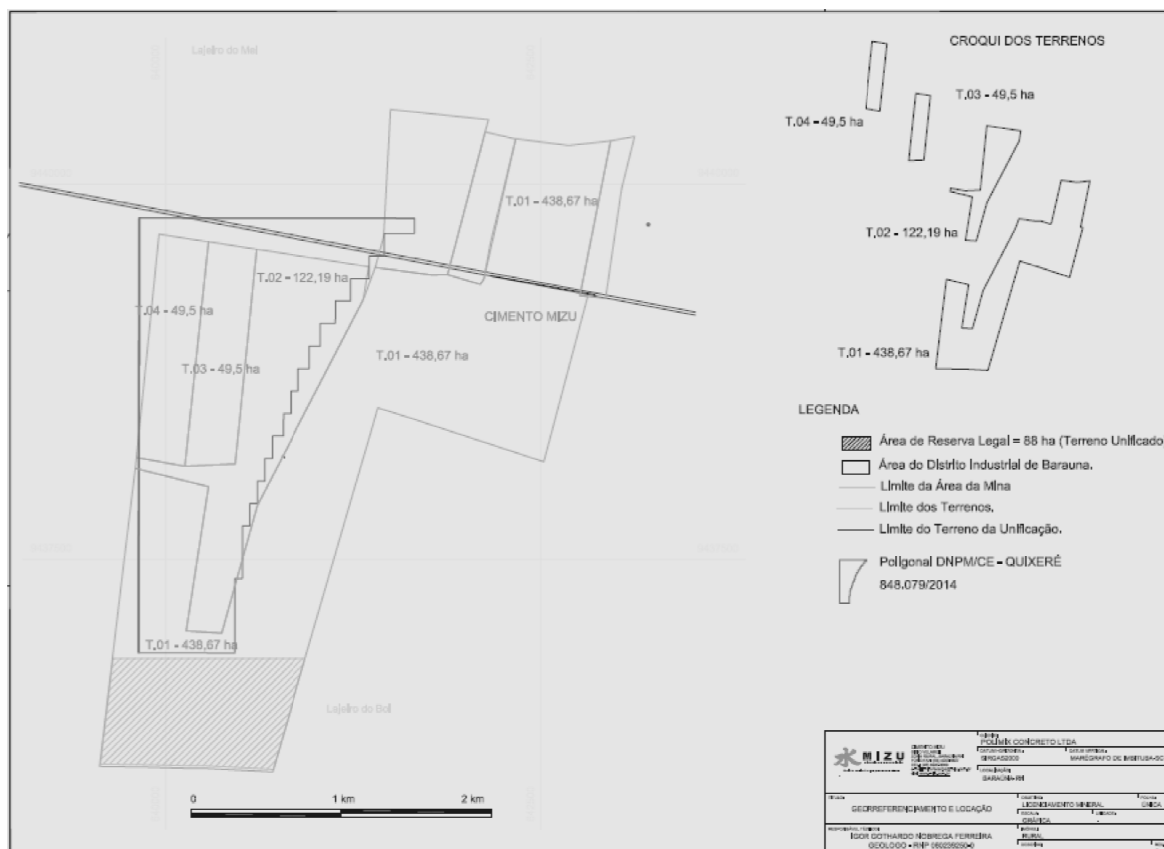 Lajeiro do Mel
CROQUI DOS TERRENOS
T.03 - 49,5 ha
T.04 - 49,5 ha
T.02 - 122,19 ha
T.01 - 438,67 ha
T.01 - 438,67 ha
T.02 - 122,19 ha
T.04 - 49,5 ha
CIMENTO MIZU
T.01 - 438,67 ha
T.03 - 49,5 ha
T.01 - 438,67 ha
Lajeiro do Boi
0 1 km 2 km
LEGENDA
Área de Reserva Legal = 88 ha (Terreno Unificado
Área do Distrito Industrial de Barauna.
Limite da Área da Mina
Limite dos Terrenos.
Limite do Terreno da Unificação.
Poligonal DNPM/CE - QUIXERÉ
848.079/2014
MIZU
CIMENTO MIZU
POLIMIX CONCRETO LTDA
SIRGAS2000
MARÉGRAFO DE IMBITUBA-SC
BARAUNA-RN
GEORREFERENCIAMENTO E LOCAÇÃO
LICENCIAMENTO MINERAL
ÚNICA
GRÁFICA
IGOR GOTHARDO NOBREGA FERREIRA
RURAL